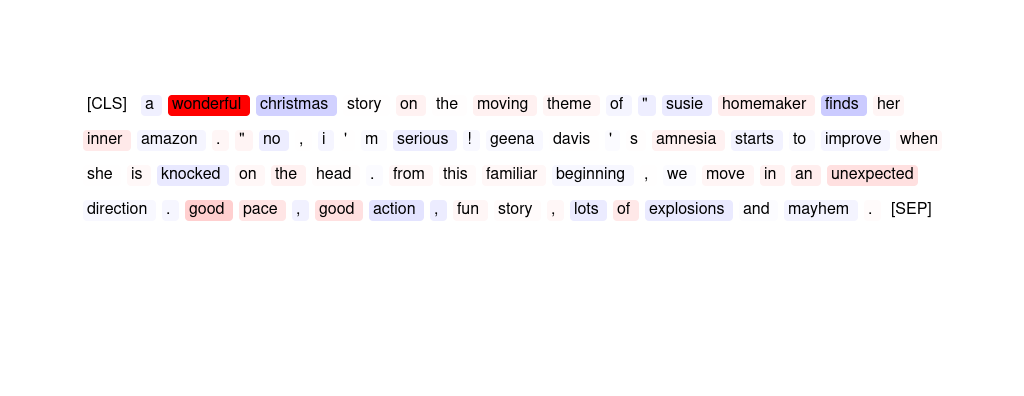 [CLS] a wonderful christmas story on the moving theme of " susie homemaker finds her
inner amazon . " no , i ' m serious ! geena davis ' s amnesia starts to improve when
she is knocked on the head . from this familiar beginning , we move in an unexpected
direction . good pace , good action , fun story , lots of explosions and mayhem . [SEP]